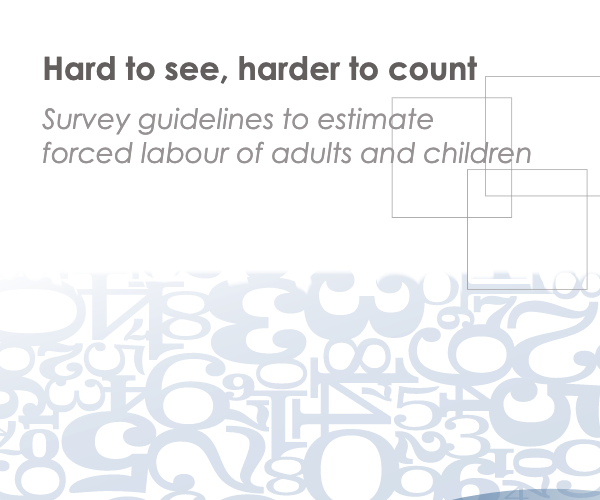 Hard to see, harder to count
Survey guidelines to estimate
forced labour of adults and children